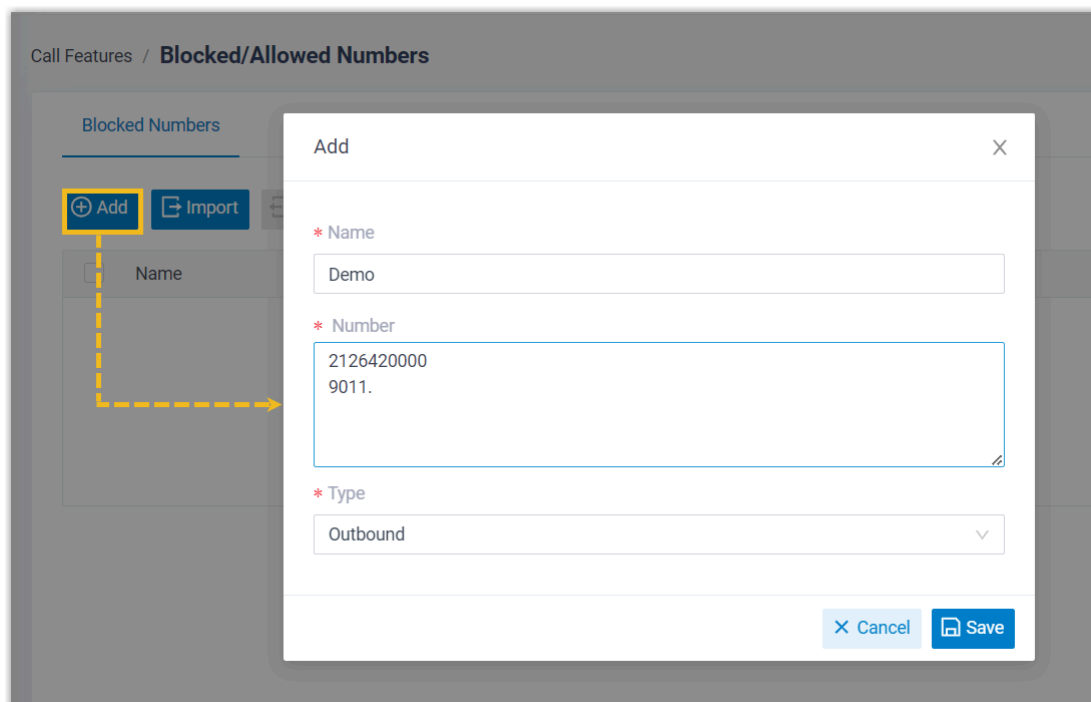 Call Features / Blocked/Allowed Numbers
Blocked Numbers
Add
Import
Name
Add
* Name
Demo
* Number
2126420000
9011.
* Type
Outbound
Cancel
Save